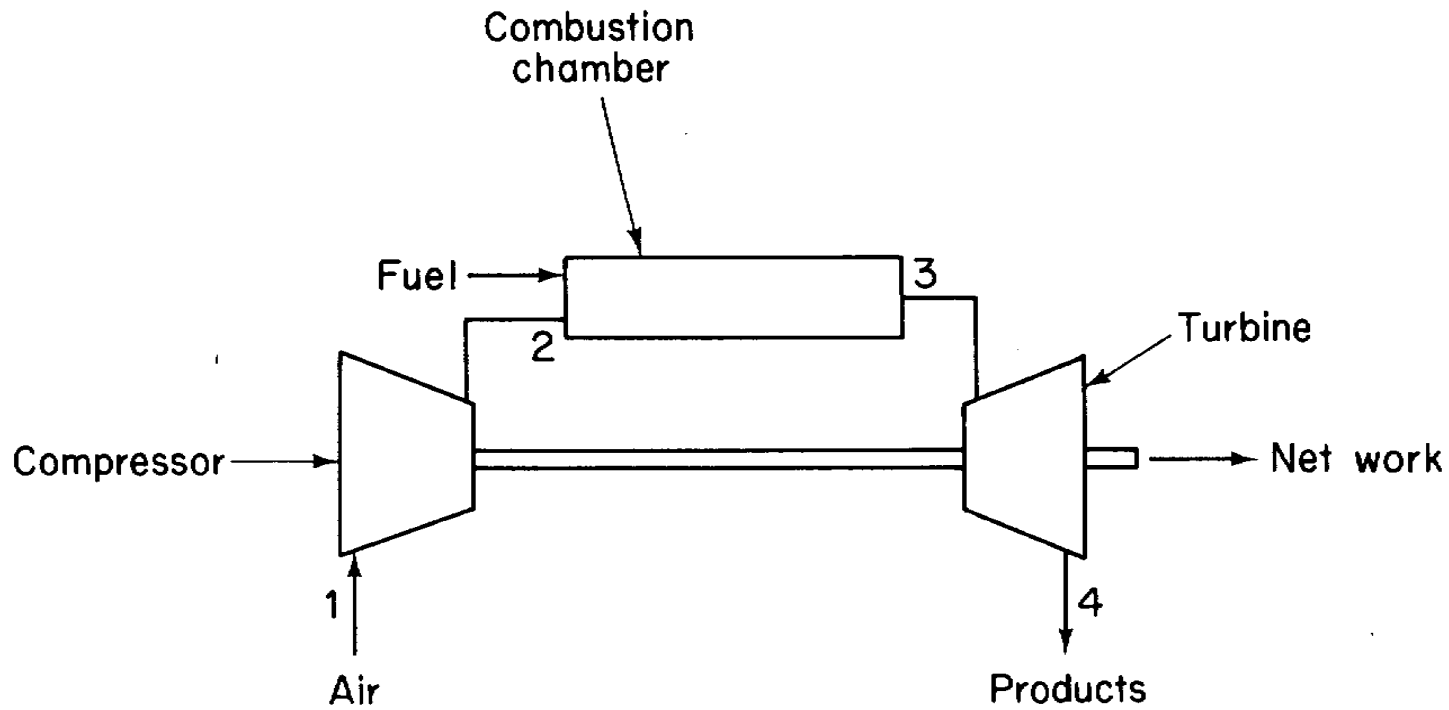 Combustion
chamber
Fuel
3
2
Turbine
Compressor
Net work
1
4
Air
Products